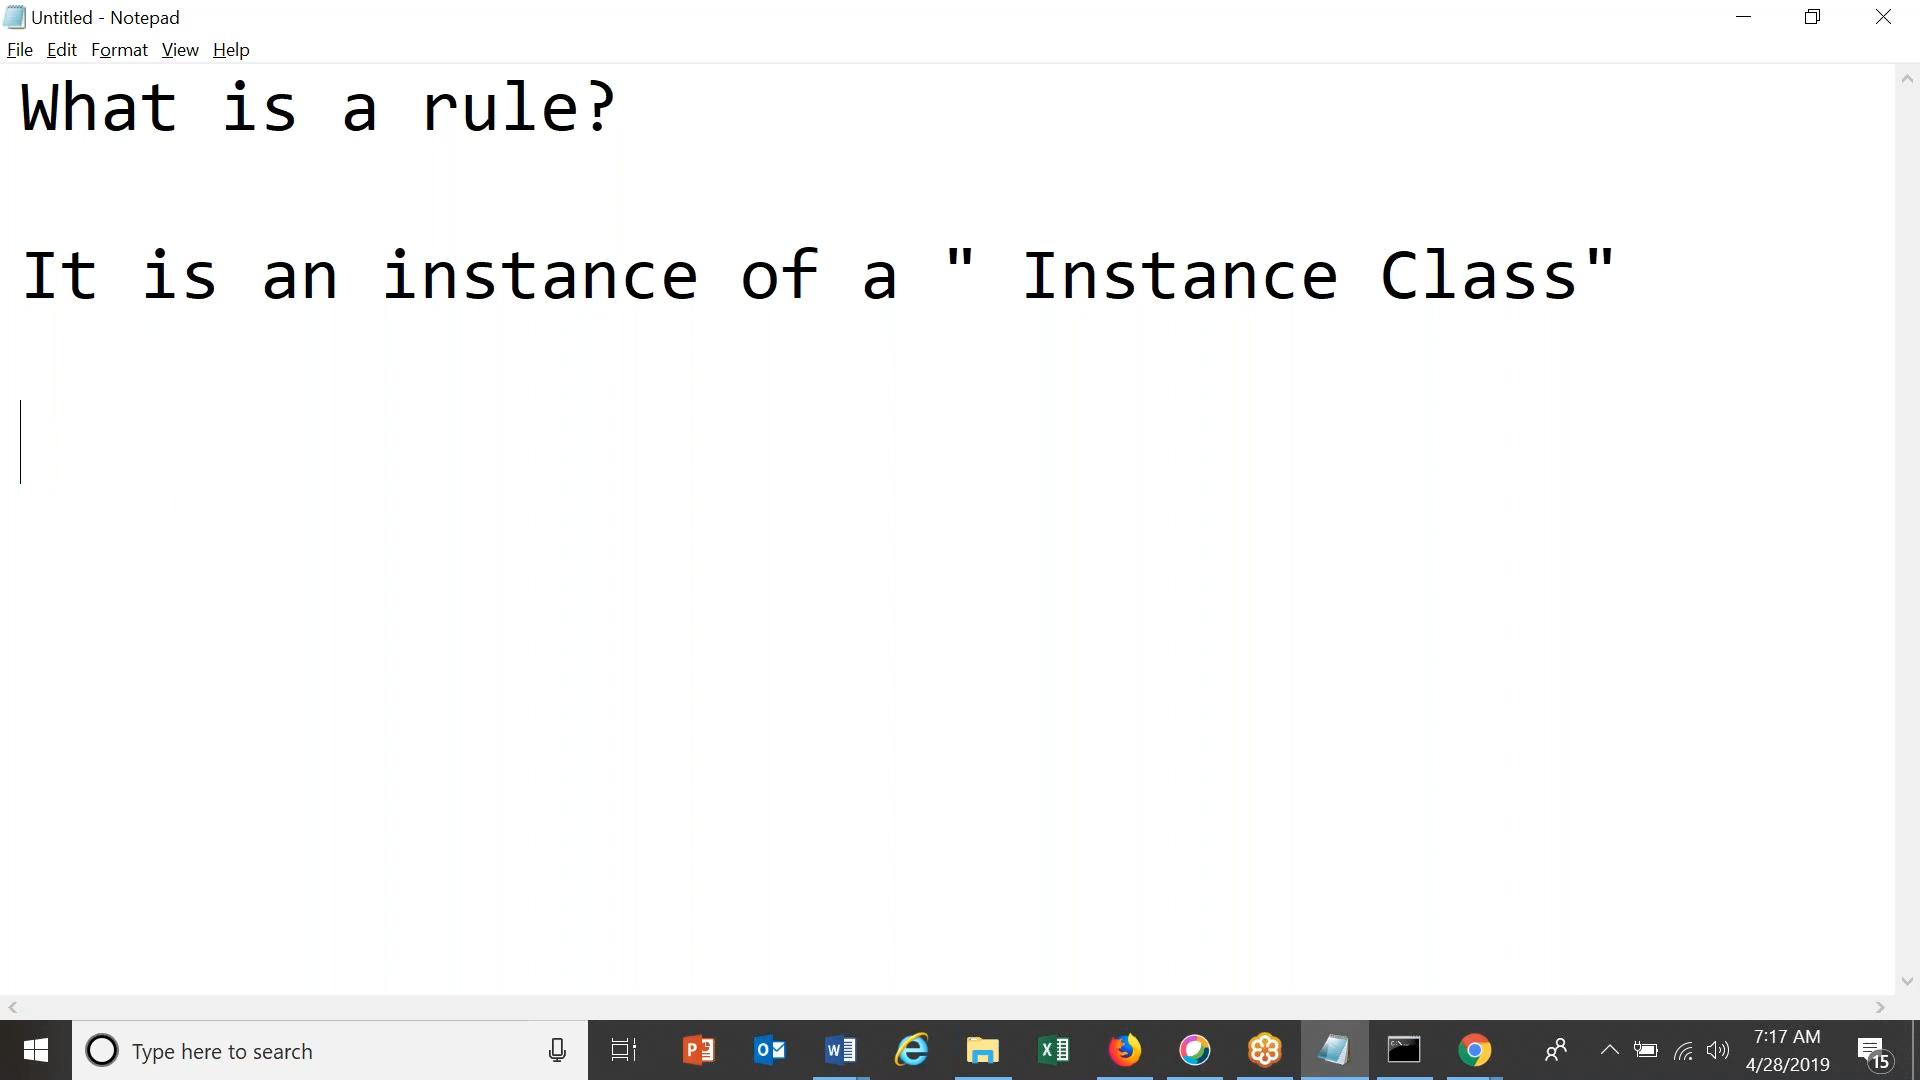 Untitled - Notepad
File Edit Format View Help
What is a rule?
It is an instance of a " Instance Class"
Type here to search
7:17 AM
4/28/2019
15